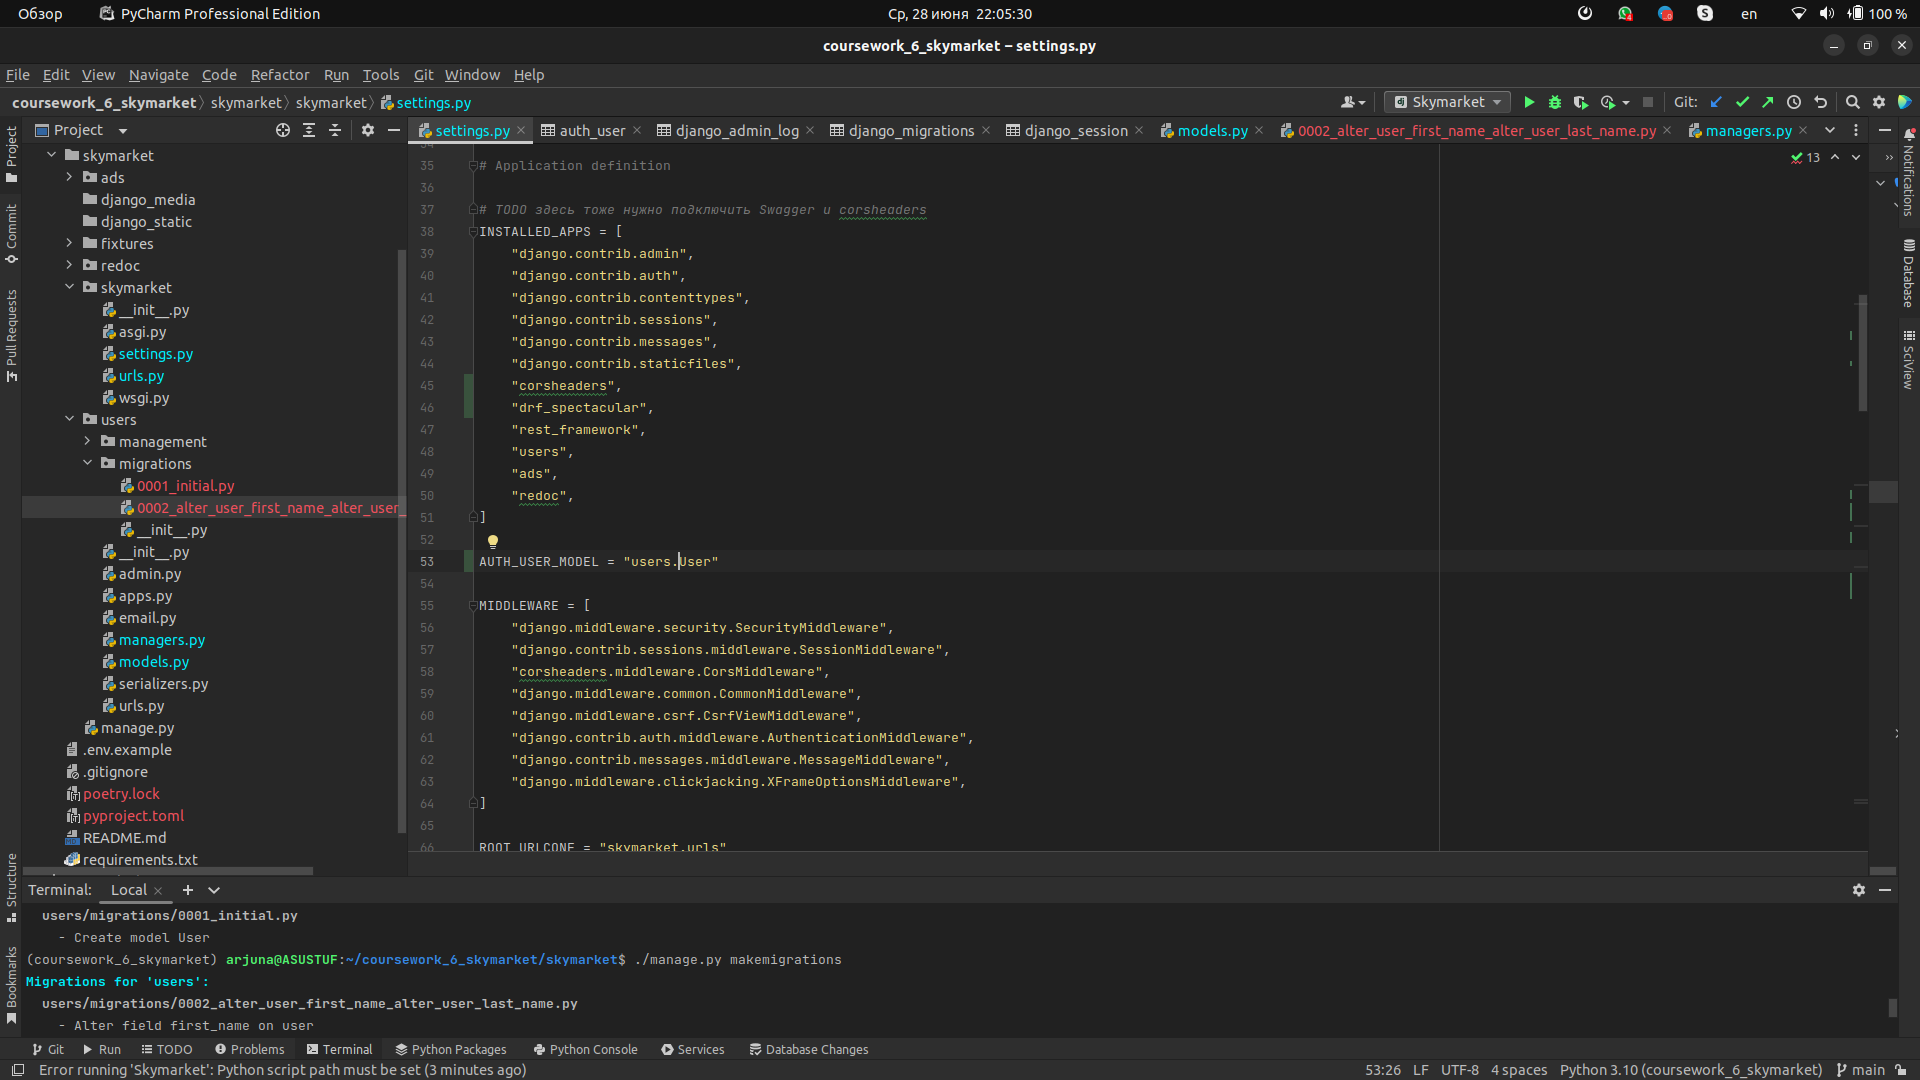 Обзор PyCharm Professional Edition Ср, 28 июня 22:05:30 en 100 %
coursework_6_skymarket – settings.py
File Edit View Navigate Code Refactor Run Tools Git Window Help
coursework_6_skymarket skymarket skymarket settings.py Skymarket Git:
Project settings.py auth_user django_admin_log django_migrations django_session models.py 0002_alter_user_first_name_alter_user_last_name.py managers.py
Project
Commit
Pull Requests
Structure
Bookmarks
skymarket
ads
django_media
django_static
fixtures
redoc
skymarket
__init__.py
asgi.py
settings.py
urls.py
wsgi.py
users
management
migrations
0001_initial.py
0002_alter_user_first_name_alter_user_
__init__.py
__init__.py
admin.py
apps.py
email.py
managers.py
models.py
serializers.py
urls.py
manage.py
.env.example
.gitignore
poetry.lock
pyproject.toml
README.md
requirements.txt
13
34
35 # Application definition
36
37 # TODO здесь тоже нужно подключить Swagger и corsheaders
38 INSTALLED_APPS = [
39 "django.contrib.admin",
40 "django.contrib.auth",
41 "django.contrib.contenttypes",
42 "django.contrib.sessions",
43 "django.contrib.messages",
44 "django.contrib.staticfiles",
45 "corsheaders",
46 "drf_spectacular",
47 "rest_framework",
48 "users",
49 "ads",
50 "redoc",
51 ]
52
53 AUTH_USER_MODEL = "users.User"
54
55 MIDDLEWARE = [
56 "django.middleware.security.SecurityMiddleware",
57 "django.contrib.sessions.middleware.SessionMiddleware",
58 "corsheaders.middleware.CorsMiddleware",
59 "django.middleware.common.CommonMiddleware",
60 "django.middleware.csrf.CsrfViewMiddleware",
61 "django.contrib.auth.middleware.AuthenticationMiddleware",
62 "django.contrib.messages.middleware.MessageMiddleware",
63 "django.middleware.clickjacking.XFrameOptionsMiddleware",
64 ]
65
66 ROOT_URLCONF = "skymarket.urls"
Notifications
Database
SciView
Terminal: Local
users/migrations/0001_initial.py
- Create model User
(coursework_6_skymarket) arjuna@ASUSTUF:~/coursework_6_skymarket/skymarket$ ./manage.py makemigrations
Migrations for 'users':
users/migrations/0002_alter_user_first_name_alter_user_last_name.py
- Alter field first_name on user
Git Run TODO Problems Terminal Python Packages Python Console Services Database Changes
Error running 'Skymarket': Python script path must be set (3 minutes ago) 53:26 LF UTF-8 4 spaces Python 3.10 (coursework_6_skymarket) main